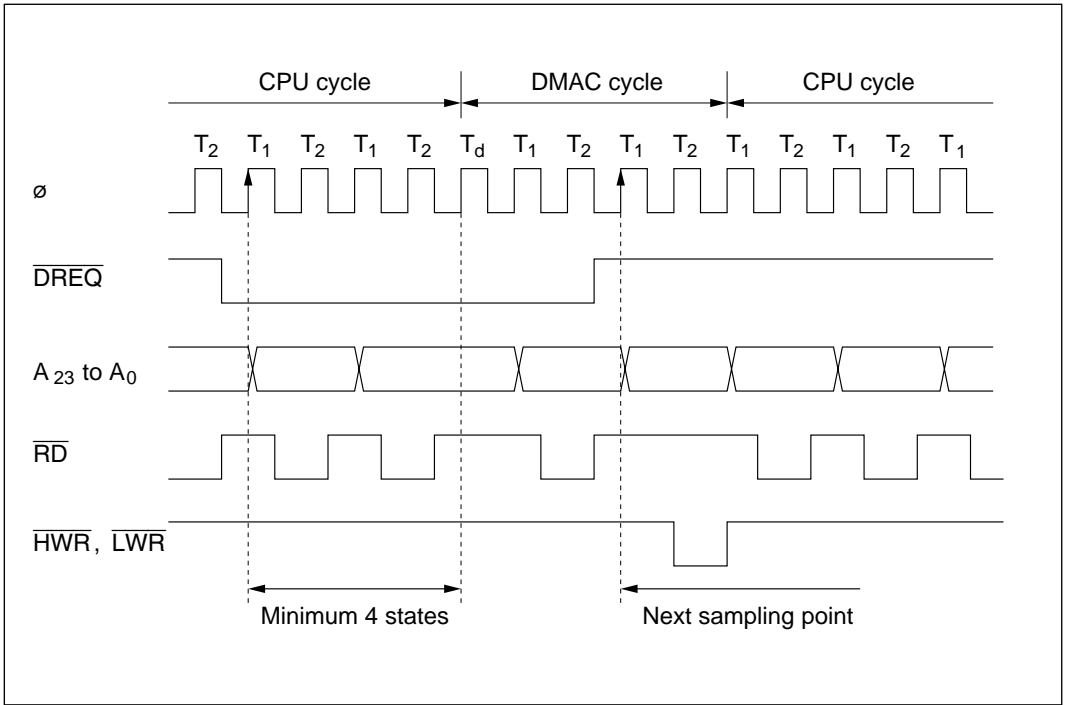 CPU cycle DMAC cycle CPU cycle
T2 T1 T2 T1 T2 Td T1 T2 T1 T2 T1 T2 T1 T2 T1
ø
DREQ
A23 to A0
RD
HWR, LWR
Minimum 4 states Next sampling point